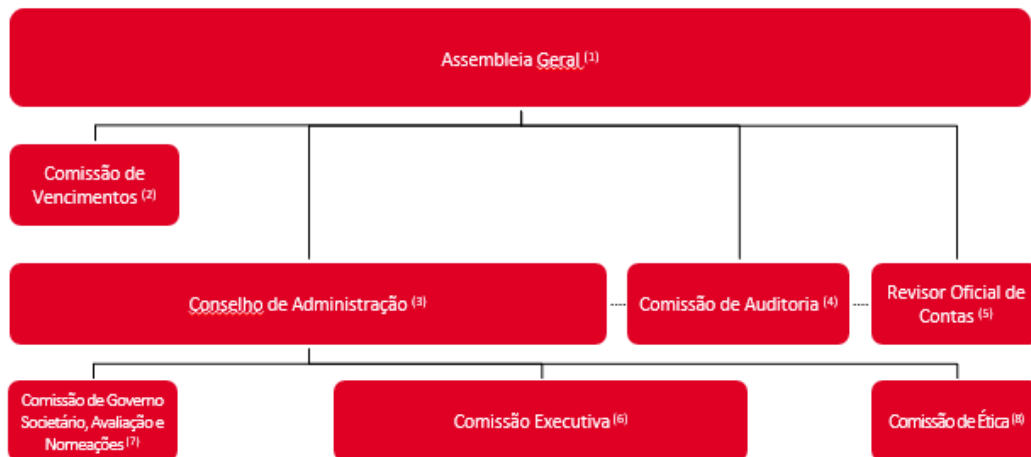 Assembleia Geral (1)
Comissão de
Vencimentos (2)
Conselho de Administração (3)
Comissão de Auditoria (4)
Revisor Oficial de
Contas (5)
Comissão de Governo
Societário, Avaliação e
Nomeações (7)
Comissão Executiva (6)
Comissão de Ética (8)